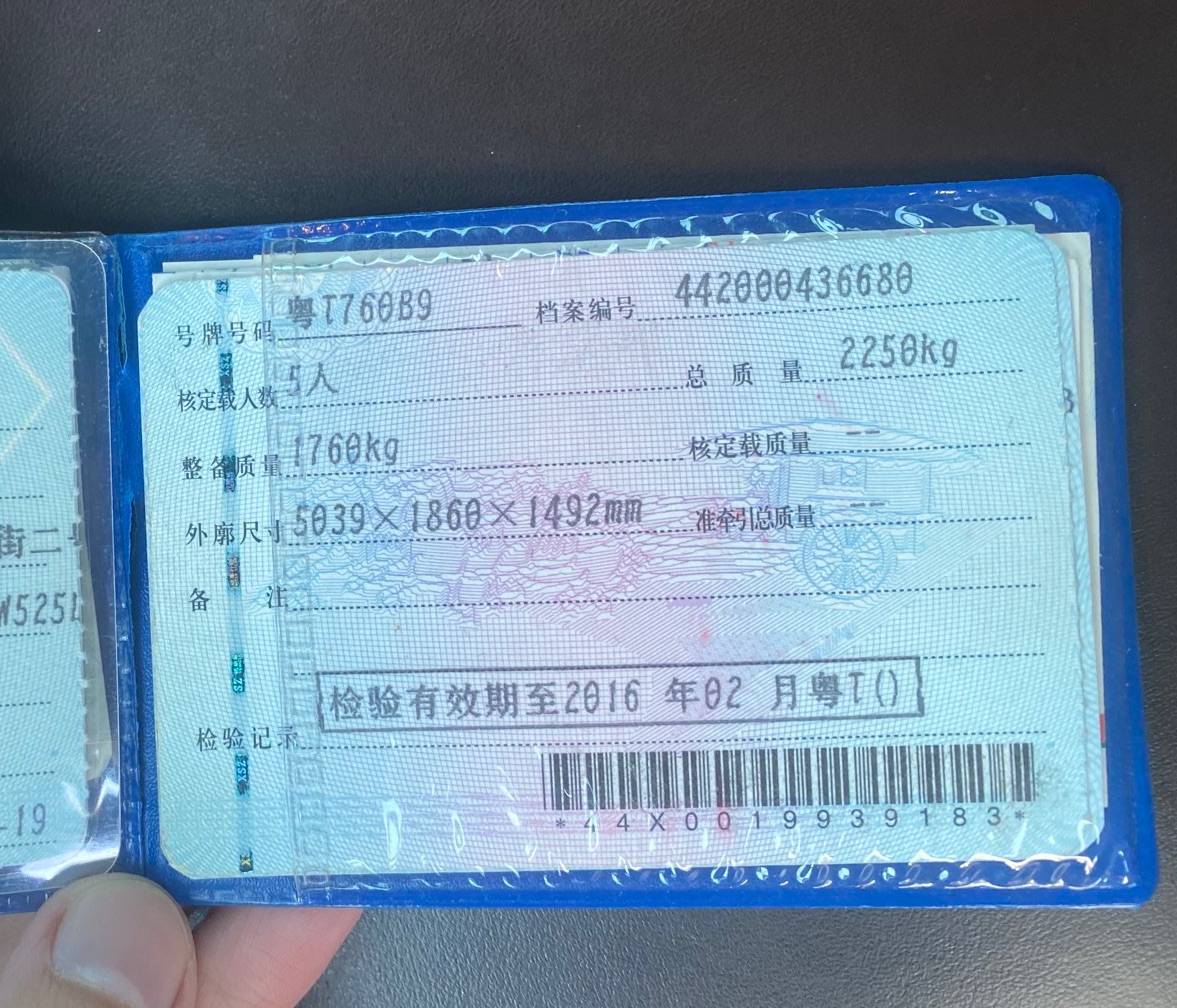 街二
W525L
-19
号牌号码 粤T760B9 档案编号 442000436680
核定载人数 5人 总质量 2250kg
整备质量 1760kg 核定载质量 --
外廓尺寸 5039×1860×1492mm 准牵引总质量 --
备注
检验有效期至2016 年02 月粤T()
检验记录
*44X0019939183*